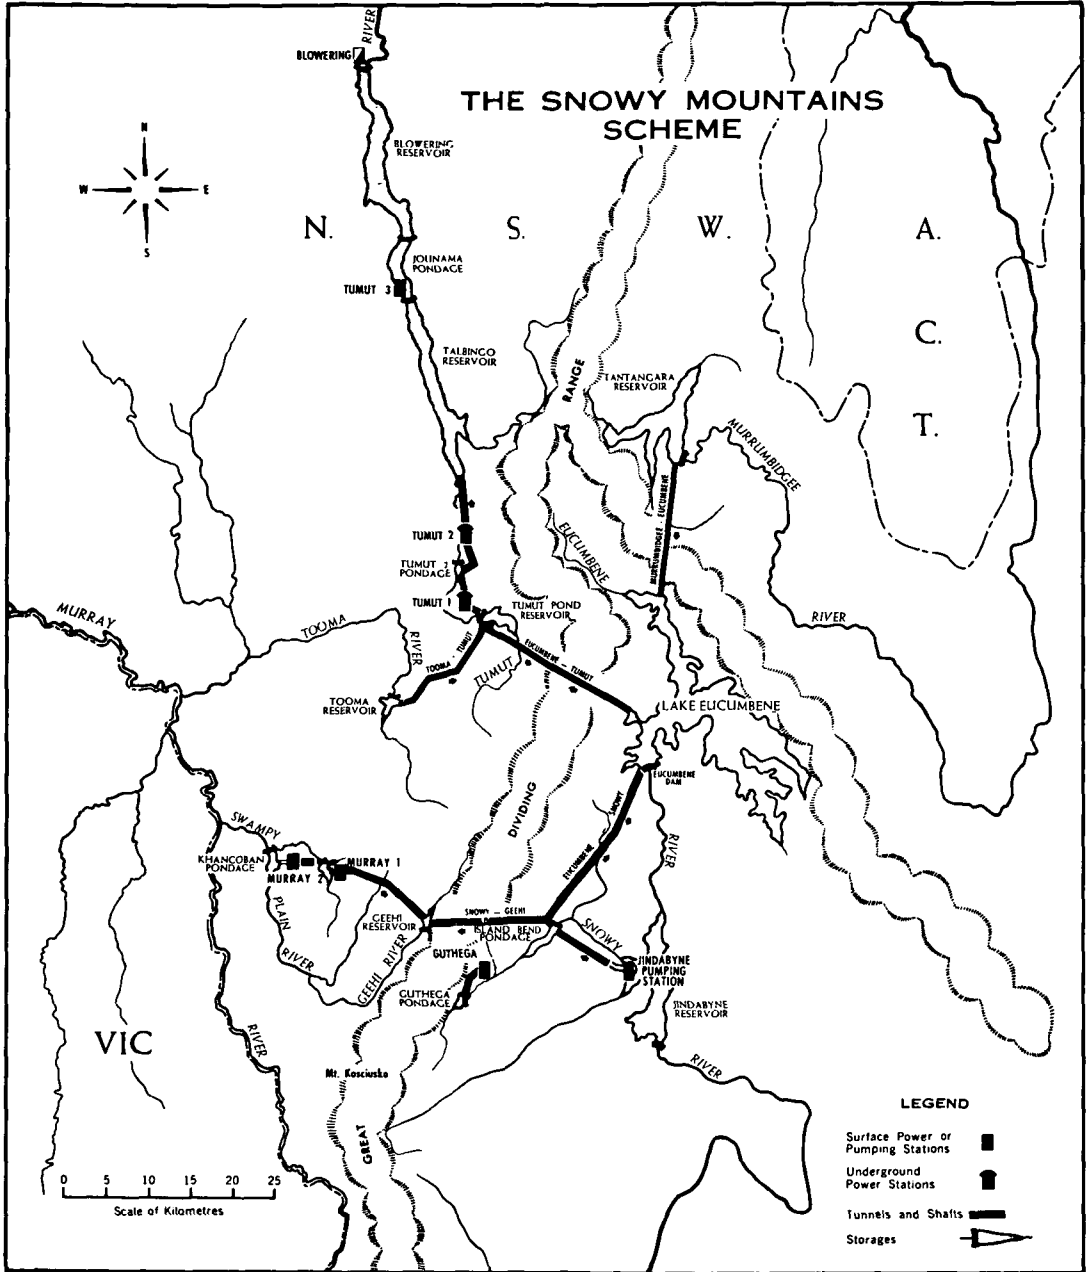 RIVER
BLOWERING
THE SNOWY MOUNTAINS
SCHEME
N
W E
S
BLOWERING
RESERVOIR
N. S. W. A.
C.
T.
JOUNAMA
PONDAGE
TUMUT 3
TALBINGO
RESERVOIR
RANGE
TANTANGARA
RESERVOIR
MURRUMBIDGEE
MURRUMBIDGEE - EUCUMBENE
EUCUMBENE
TUMUT 2
TUMUT 2
PONDAGE
TUMUT 1
TUMUT POND
RESERVOIR
MURRAY
TOOMA
RIVER
RIVER
TOOMA - TUMUT
TUMUT
EUCUMBENE - TUMUT
TOOMA
RESERVOIR
LAKE EUCUMBENE
EUCUMBENE
DAM
DIVIDING
EUCUMBENE SNOWY
RIVER
SWAMPY
KHANCOBAN
PONDAGE
MURRAY 1
MURRAY 2
PLAIN
RIVER
GEEHI
RESERVOIR
GEEHI RIVER
SNOWY - GEEHI
ISLAND BEND
PONDAGE
SNOWY
GUTHEGA
GUTHEGA
PONDAGE
JINDABYNE
PUMPING
STATION
JINDABYNE
RESERVOIR
VIC
RIVER
Mt. Kosciusko
RIVER
GREAT
LEGEND
Surface Power or
Pumping Stations
Underground
Power Stations
Tunnels and Shafts
Storages
0 5 10 15 20 25
Scale of Kilometres